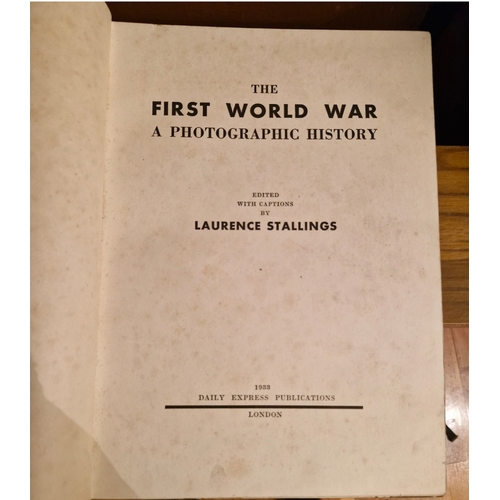 THE
FIRST WORLD WAR
A PHOTOGRAPHIC HISTORY
EDITED
WITH CAPTIONS
BY
LAURENCE STALLINGS
1933
DAILY EXPRESS PUBLICATIONS
LONDON